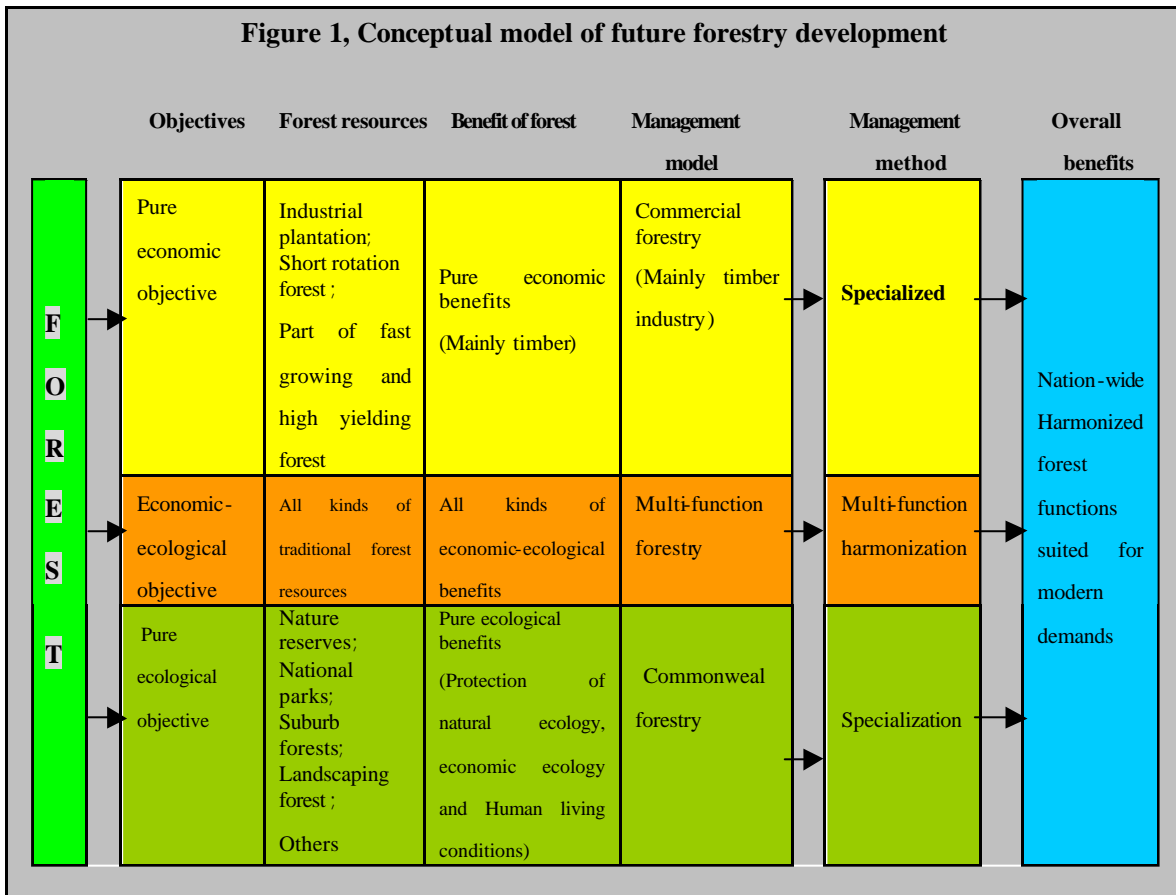 Figure 1, Conceptual model of future forestry development
Objectives
Forest resources
Benefit of forest
Management
model
Management
method
Overall
benefits
F
O
R
E
S
T
Pure
economic
objective
Industrial
plantation;
Short rotation
forest;
Part of fast
growing and
high yielding
forest
Pure economic
benefits
(Mainly timber)
Commercial
forestry
(Mainly timber
industry)
Specialized
Economic-
ecological
objective
All kinds of
traditional forest
resources
All kinds of
economic-ecological
benefits
Multi-function
forestry
Multi-function
harmonization
Pure
ecological
objective
Nature
reserves;
National
parks;
Suburb
forests;
Landscaping
forest;
Others
Pure ecological
benefits
(Protection of
natural ecology,
economic ecology
and Human living
conditions)
Commonweal
forestry
Specialization
Nation-wide
Harmonized
forest
functions
suited for
modern
demands